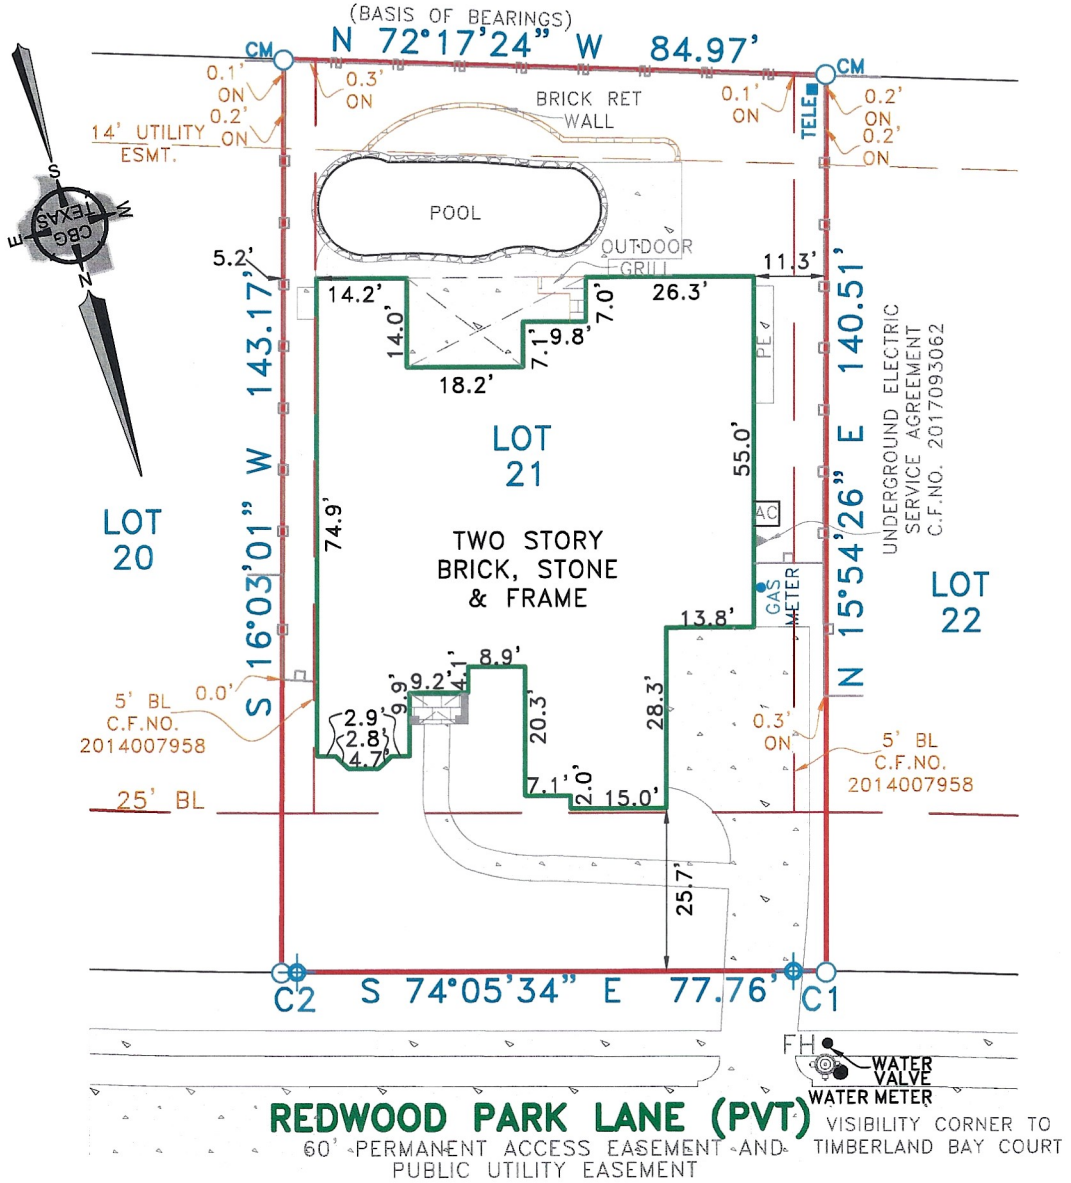 (BASIS OF BEARINGS)
N 72°17'24" W 84.97'
CM
CM
0.1'
ON
0.3'
ON
0.2'
ON
14' UTILITY
ESMT.
BRICK RET
WALL
0.1'
ON
TELE
0.2'
ON
0.2'
ON
S
W
E
N
TEXAS
CBG
POOL
OUTDOOR
GRILL
5.2'
11.3'
14.2'
14.0'
18.2'
7.1'
9.8'
7.0'
26.3'
PE
S 16°03'01" W 143.17'
N 15°54'26" E 140.51'
UNDERGROUND ELECTRIC
SERVICE AGREEMENT
C.F.NO. 2017093062
LOT
21
55.0'
74.9'
AC
LOT
20
TWO STORY
BRICK, STONE
& FRAME
GAS
METER
LOT
22
13.8'
8.9'
4.1'
9.2'
9.9'
20.3'
28.3'
0.0'
5' BL
C.F.NO.
2014007958
2.9'
2.8'
4.7'
0.3'
ON
5' BL
C.F.NO.
2014007958
7.1'
2.0'
15.0'
25' BL
25.7'
C2
S 74°05'34" E 77.76'
C1
FH
WATER
VALVE
WATER METER
REDWOOD PARK LANE (PVT)
60' PERMANENT ACCESS EASEMENT AND
PUBLIC UTILITY EASEMENT
VISIBILITY CORNER TO
TIMBERLAND BAY COURT